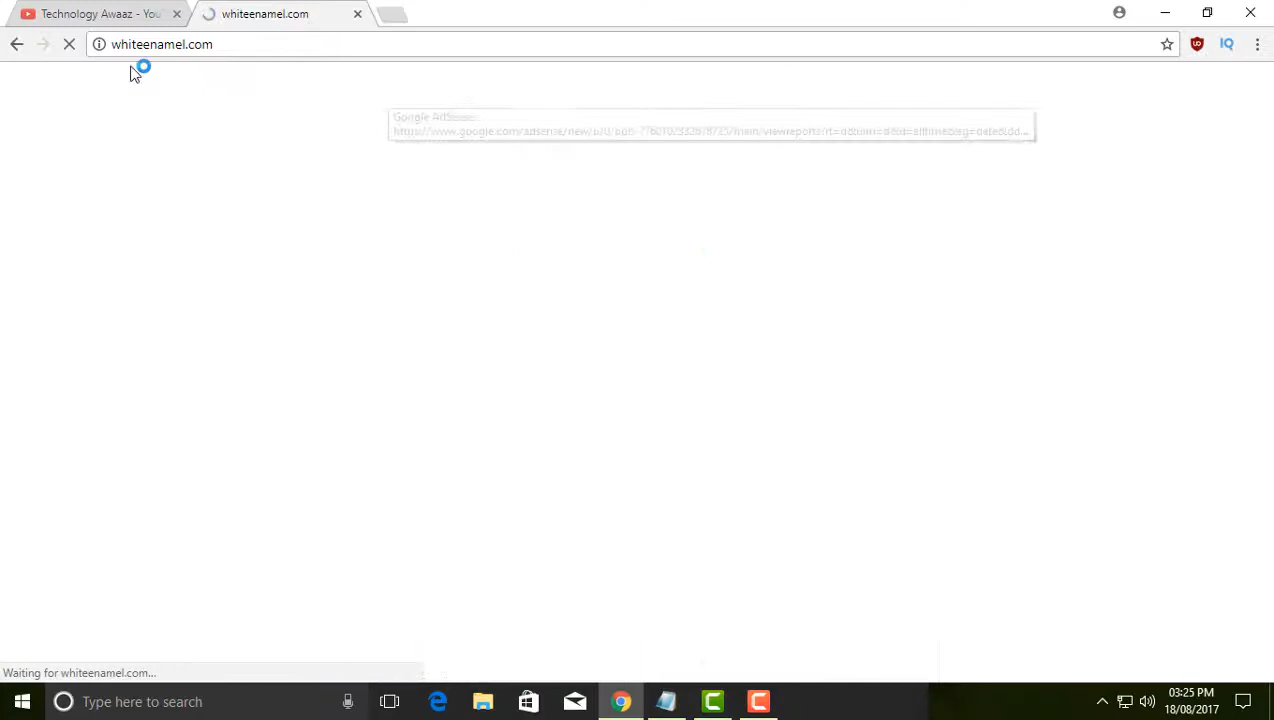 Technology Awaaz - You
whiteenamel.com
whiteenamel.com
IQ
Google AdSense
Waiting for whiteenamel.com...
Type here to search
03:25 PM
18/08/2017